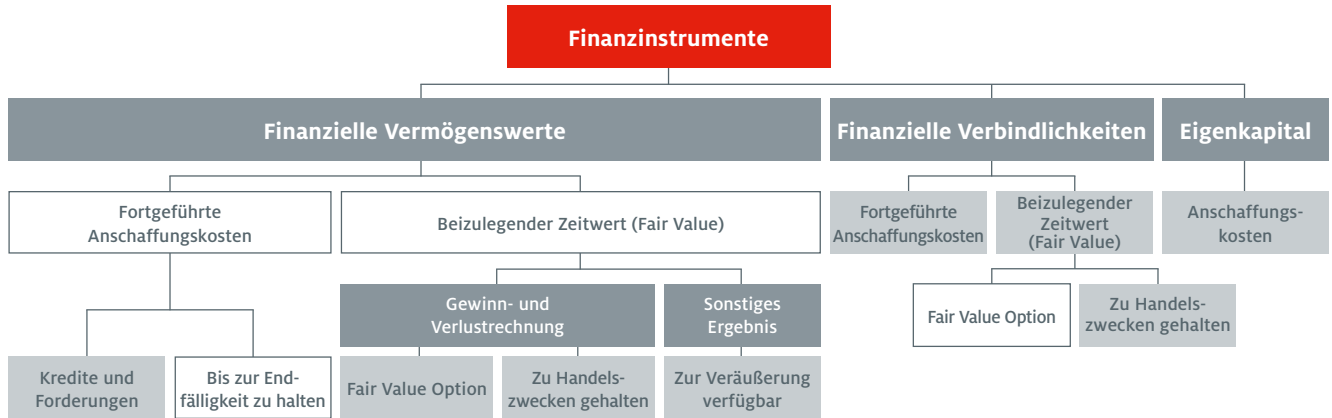 Finanzinstrumente
Finanzielle Vermögenswerte
Finanzielle Verbindlichkeiten
Eigenkapital
Fortgeführte
Anschaffungskosten
Beizulegender Zeitwert (Fair Value)
Fortgeführte
Anschaffungskosten
Beizulegender
Zeitwert
(Fair Value)
Anschaffungs-
kosten
Gewinn- und
Verlustrechnung
Sonstiges
Ergebnis
Fair Value Option
Zu Handels-
zwecken gehalten
Kredite und
Forderungen
Bis zur End-
fälligkeit zu halten
Fair Value Option
Zu Handels-
zwecken gehalten
Zur Veräußerung
verfügbar